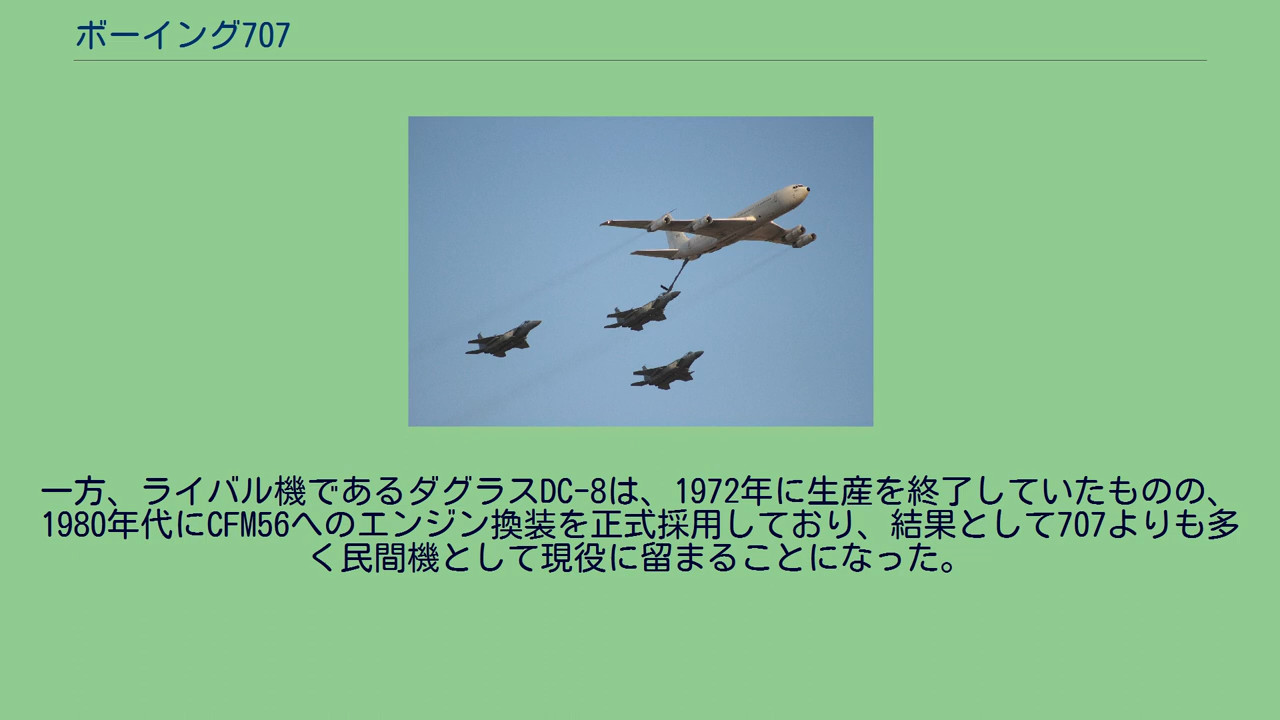 ボーイング707
一方、ライバル機であるダグラスDC-8は、1972年に生産を終了していたものの、
1980年代にCFM56へのエンジン換装を正式採用しており、結果として707よりも多
く民間機として現役に留まることになった。